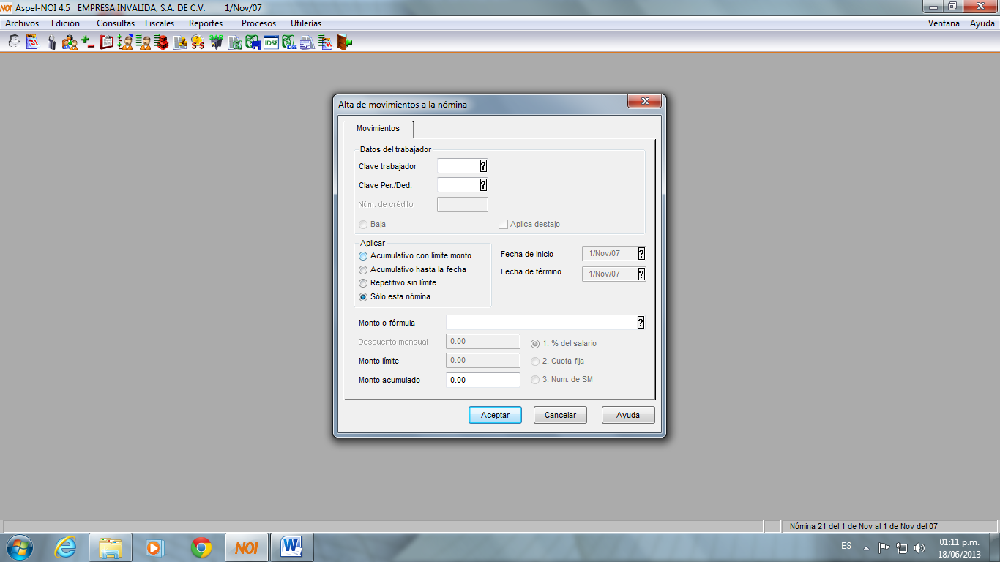 NOI Aspel-NOI 4.5 EMPRESA INVALIDA, S.A. DE C.V. 1/Nov/07
Archivos Edición Consultas Fiscales Reportes Procesos Utilerías Ventana Ayuda
IDSE IDSE
Alta de movimientos a la nómina
Movimientos
Datos del trabajador
Clave trabajador ?
Clave Per./Ded. ?
Núm. de crédito
Baja Aplica destajo
Aplicar
Acumulativo con límite monto
Acumulativo hasta la fecha
Repetitivo sin límite
Sólo esta nómina
Fecha de inicio 1/Nov/07 ?
Fecha de término 1/Nov/07 ?
Monto o fórmula ?
Descuento mensual 0.00
Monto límite 0.00
Monto acumulado 0.00
1. % del salario
2. Cuota fija
3. Num. de SM
Aceptar Cancelar Ayuda
Nómina 21 del 1 de Nov al 1 de Nov del 07
NOI W ES 01:11 p.m.
18/06/2013